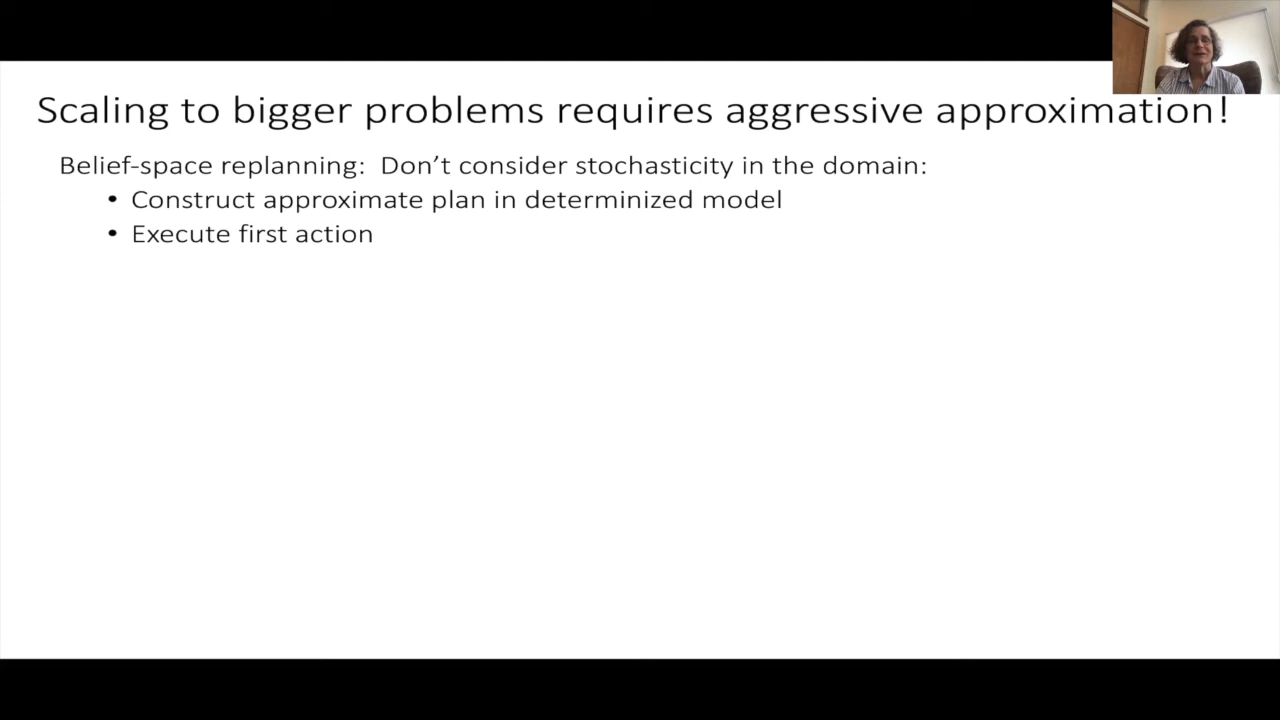 Scaling to bigger problems requires aggressive approximation!
Belief-space replanning: Don’t consider stochasticity in the domain:
• Construct approximate plan in determinized model
• Execute first action